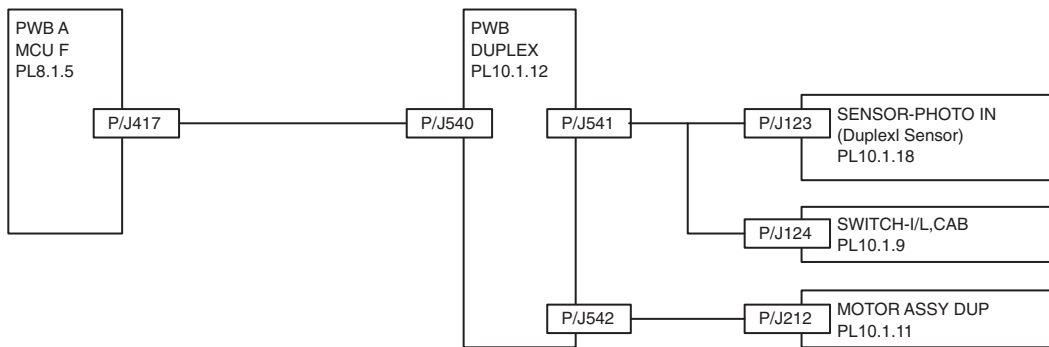 PWB A
MCU F
PL8.1.5
P/J417
P/J540
PWB
DUPLEX
PL10.1.12
P/J541
P/J123
SENSOR-PHOTO IN
(Duplexl Sensor)
PL10.1.18
P/J124
SWITCH-I/L,CAB
PL10.1.9
P/J542
P/J212
MOTOR ASSY DUP
PL10.1.11